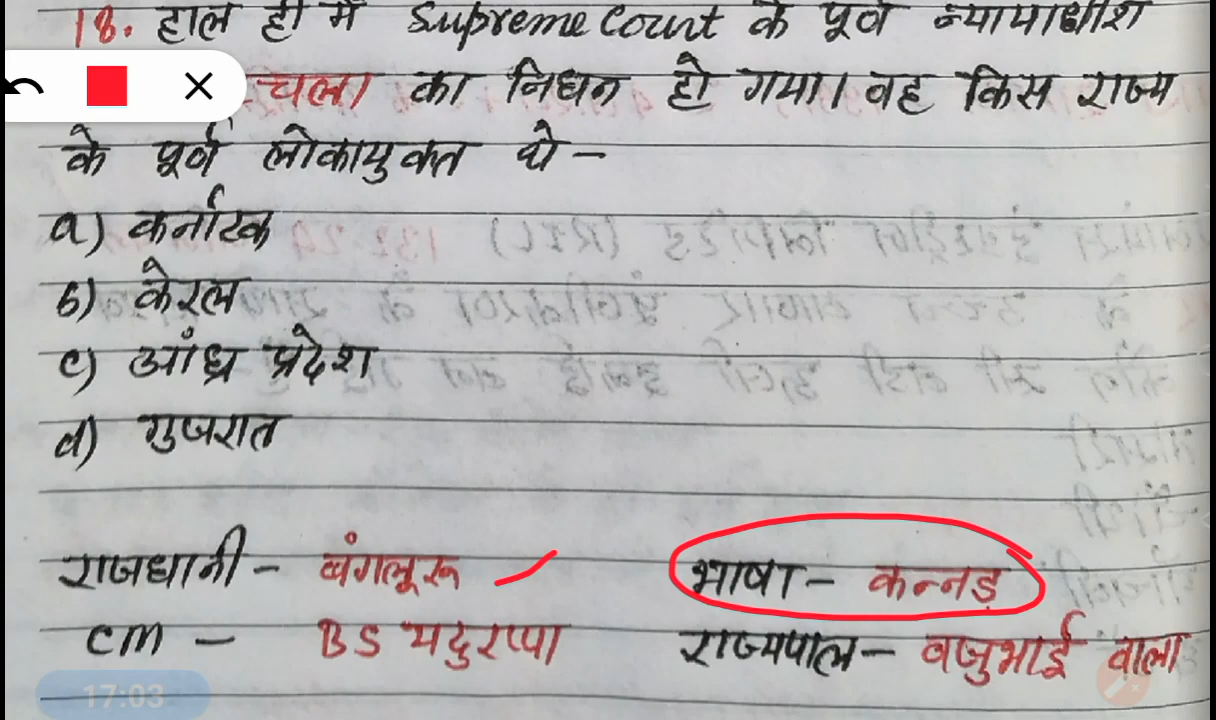 18. हाल ही में Supreme Court के पूर्व न्यायाधीश
चला का निधन हो गया। वह किस राज्य
के पूर्व लोकायुक्त थे -
a) कर्नाटक
b) केरल
c) आंध्र प्रदेश
d) गुजरात
राजधानी - बंगलूरू भाषा - कन्नड़
CM - BS यदुरप्पा राज्यपाल - वजुभाई वाला
17:03